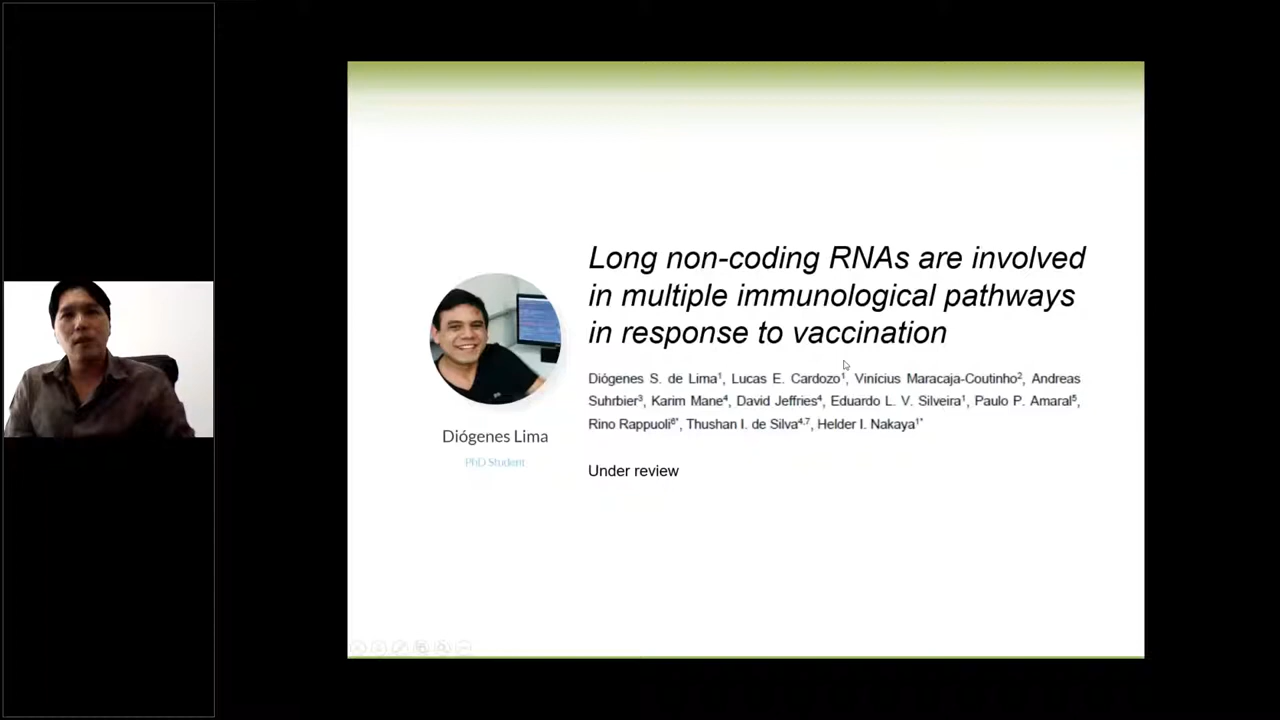 Long non-coding RNAs are involved
in multiple immunological pathways
in response to vaccination
Diógenes S. de Lima¹, Lucas E. Cardozo¹, Vinícius Maracaja-Coutinho², Andreas
Suhrbier³, Karim Mane⁴, David Jeffries⁴, Eduardo L. V. Silveira¹, Paulo P. Amaral⁵,
Rino Rappuoli⁶*, Thushan I. de Silva⁴,⁷, Helder I. Nakaya¹*
Under review
Diógenes Lima
PhD Student